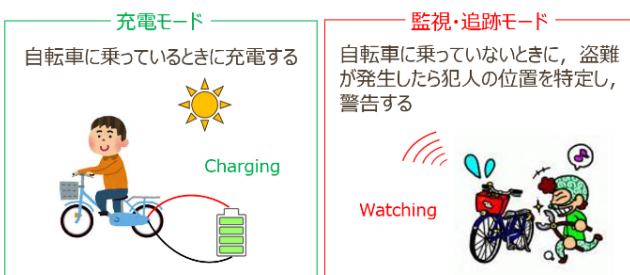 充電モード
自転車に乗っているときに充電する
Charging
監視・追跡モード
自転車に乗っていないときに，盗難
が発生したら犯人の位置を特定し，
警告する
Watching